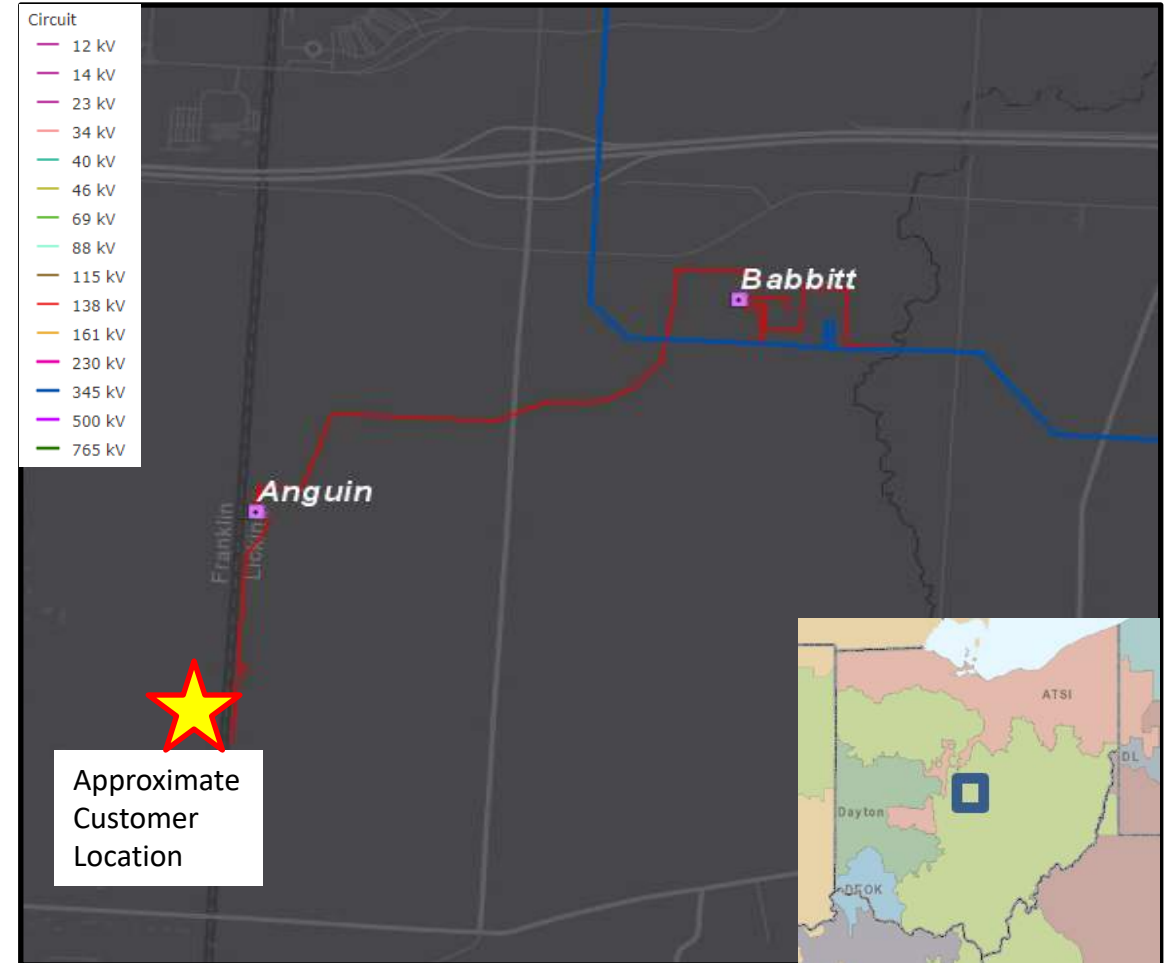 Circuit
12 kV
14 kV
23 kV
34 kV
40 kV
46 kV
69 kV
88 kV
115 kV
138 kV
161 kV
230 kV
345 kV
500 kV
765 kV
Babbitt
Anguin
Franklin
Approximate
Customer
Location
ATSI
DL
Dayton
DEOK